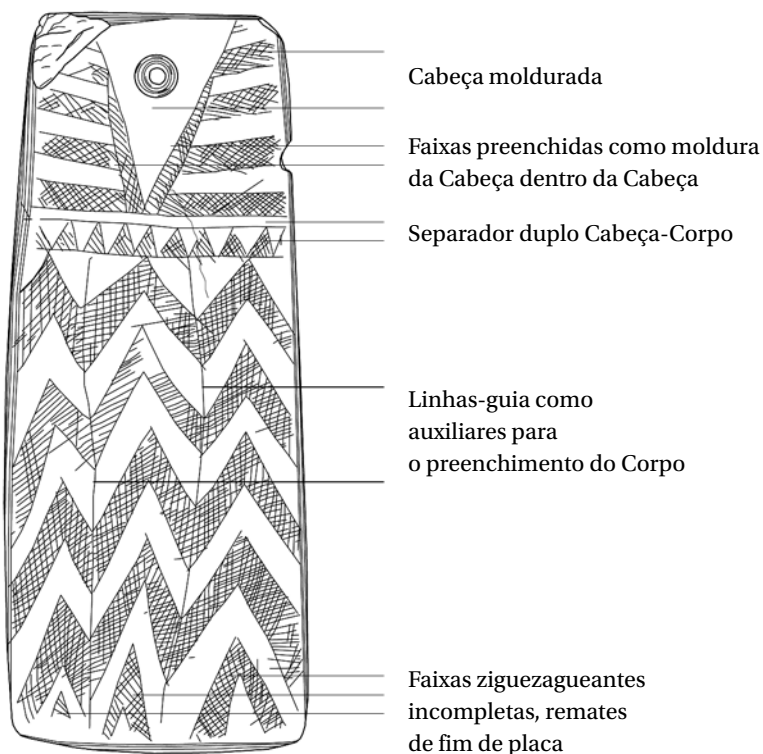 Cabeça moldurada
Faixas preenchidas como moldura
da Cabeça dentro da Cabeça
Separador duplo Cabeça-Corpo
Linhas-guia como
auxiliares para
o preenchimento do Corpo
Faixas ziguezagueantes
incompletas, remates
de fim de placa